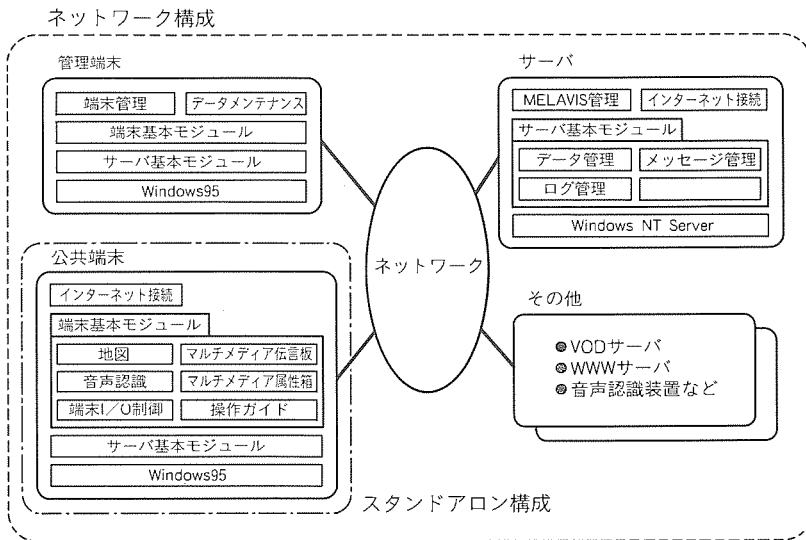 ネットワーク構成
管理端末
端末管理 データメンテナンス
端末基本モジュール
サーバ基本モジュール
Windows95
サーバ
MELAVIS管理 インターネット接続
サーバ基本モジュール
データ管理 メッセージ管理
ログ管理
Windows NT Server
ネットワーク
公共端末
インターネット接続
端末基本モジュール
地図 マルチメディア伝言板
音声認識 マルチメディア属性箱
端末I/O制御 操作ガイド
サーバ基本モジュール
Windows95
スタンドアロン構成
その他
●VODサーバ
●WWWサーバ
●音声認識装置など